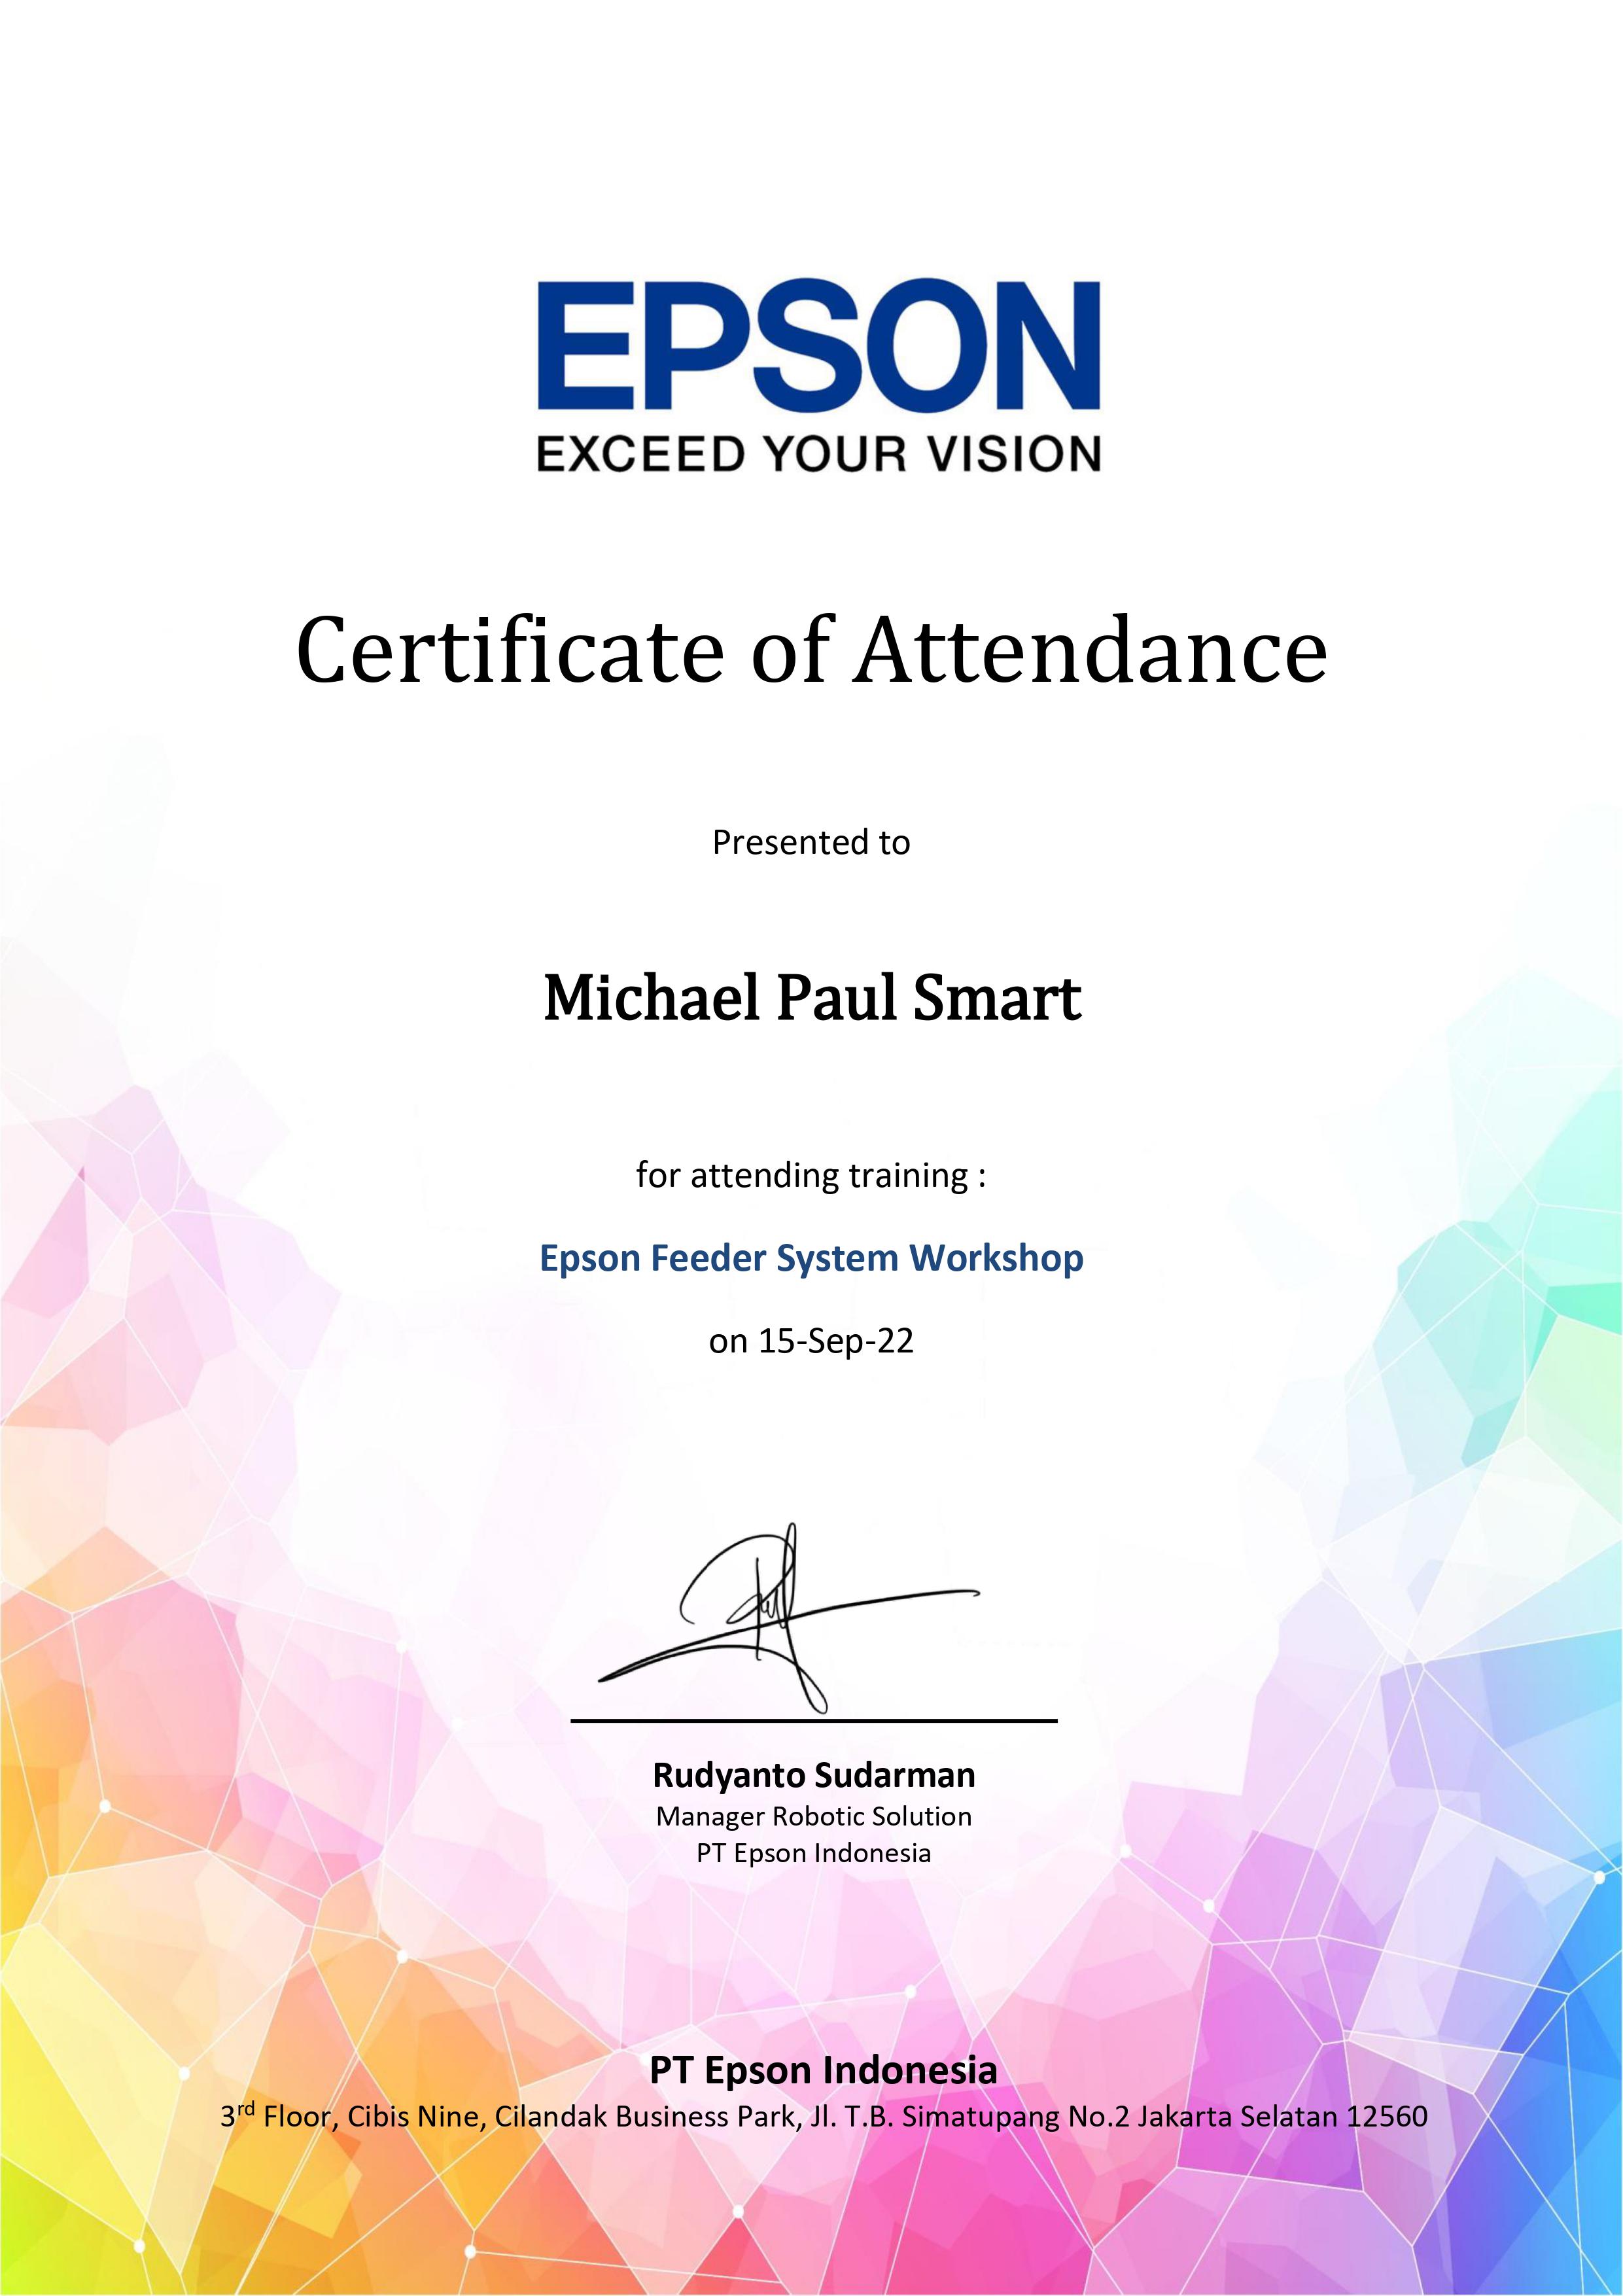 EPSON
EXCEED YOUR VISION
Certificate of Attendance
Presented to
Michael Paul Smart
for attending training :
Epson Feeder System Workshop
on 15-Sep-22
Rudyanto Sudarman
Manager Robotic Solution
PT Epson Indonesia
PT Epson Indonesia
3rd Floor, Cibis Nine, Cilandak Business Park, Jl. T.B. Simatupang No.2 Jakarta Selatan 12560